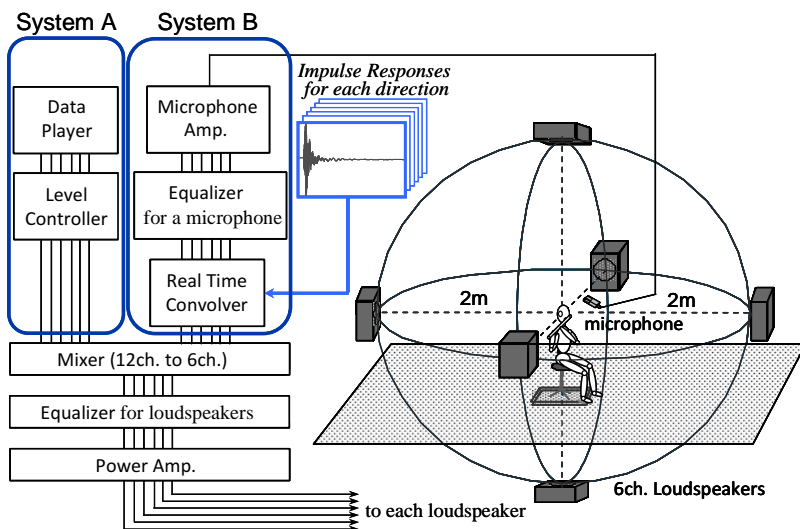 System A
System B
Impulse Responses
for each direction
Data
Player
Microphone
Amp.
Level
Controller
Equalizer
for a microphone
Real Time
Convolver
2m
2m
microphone
Mixer (12ch. to 6ch.)
Equalizer for loudspeakers
Power Amp.
6ch. Loudspeakers
to each loudspeaker